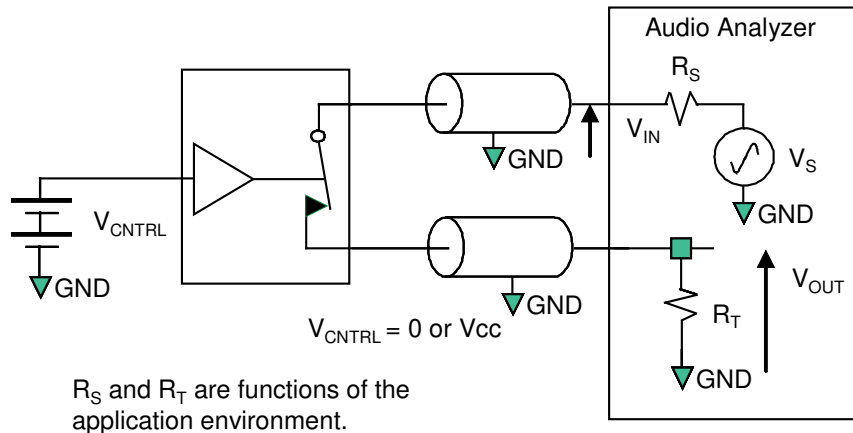 Audio Analyzer
R_S
V_IN
GND
V_S
GND
V_CNTRL
GND
GND
V_OUT
V_CNTRL = 0 or Vcc
R_T
GND
R_S and R_T are functions of the
application environment.